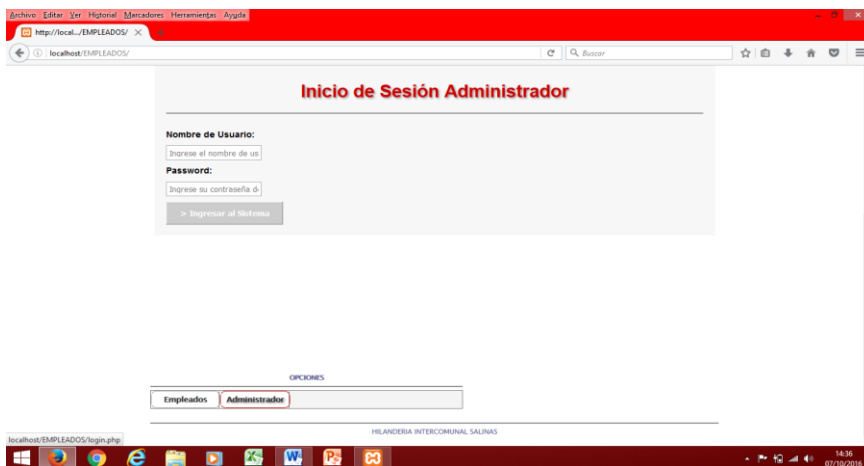 Archivo Editar Ver Historial Marcadores Herramientas Ayuda
http://local.../EMPLEADOS/
localhost/EMPLEADOS/
Buscar
Inicio de Sesión Administrador
Nombre de Usuario:
Ingrese el nombre de us
Password:
Ingrese su contraseña d
> Ingresar al Sistema
OPCIONES
Empleados
Administrador
HILANDERIA INTERCOMUNAL SALINAS
localhost/EMPLEADOS/login.php
14:36
07/10/2016